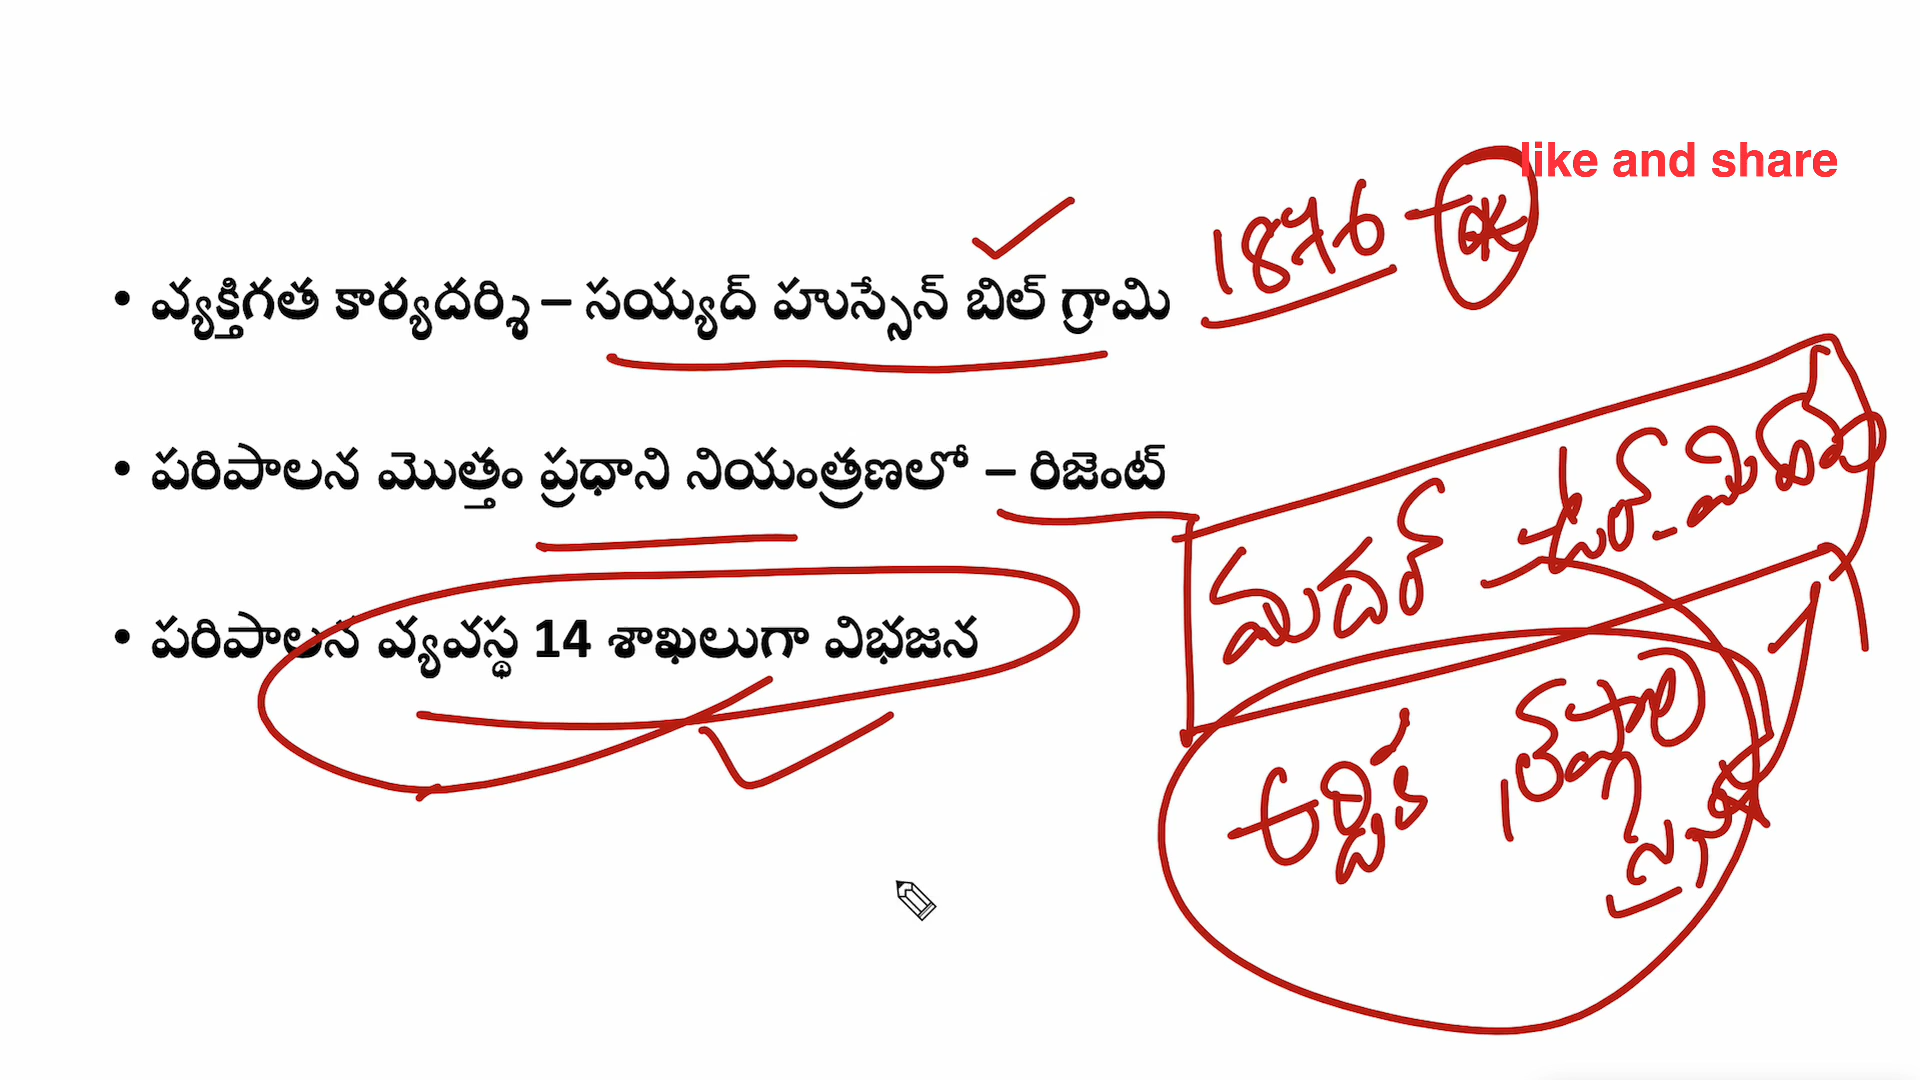 like and share
1876 –
• వ్యక్తిగత కార్యదర్శి – సయ్యద్ హుస్సేన్ బిల్ గ్రామి
• పరిపాలన మొత్తం ప్రధాని నియంత్రణలో – రిజెంట్
మదర్
• పరిపాలన వ్యవస్థ 14 శాఖలుగా విభజన